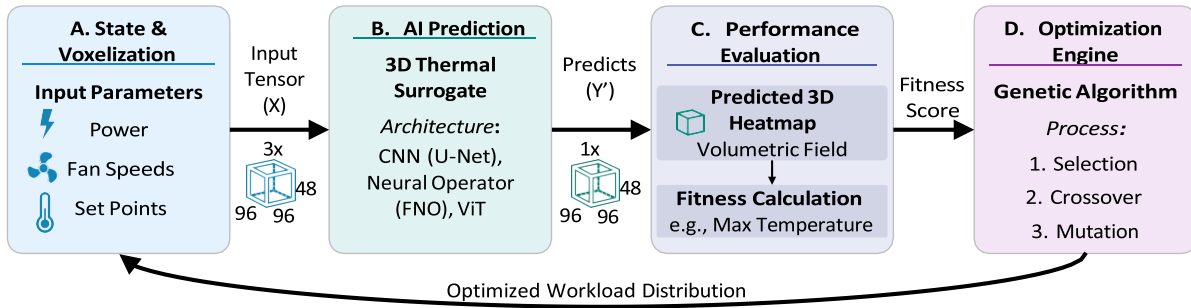 A. State &
Voxelization
Input Parameters
Power
Fan Speeds
Set Points
Input
Tensor
(X)
3x
48
96
96
B. AI Prediction
3D Thermal
Surrogate
Architecture:
CNN (U-Net),
Neural Operator
(FNO), ViT
Predicts
(Y’)
1x
48
96
96
C. Performance
Evaluation
Predicted 3D
Heatmap
Volumetric Field
Fitness Calculation
e.g., Max Temperature
Fitness
Score
D. Optimization
Engine
Genetic Algorithm
Process:
1. Selection
2. Crossover
3. Mutation
Optimized Workload Distribution